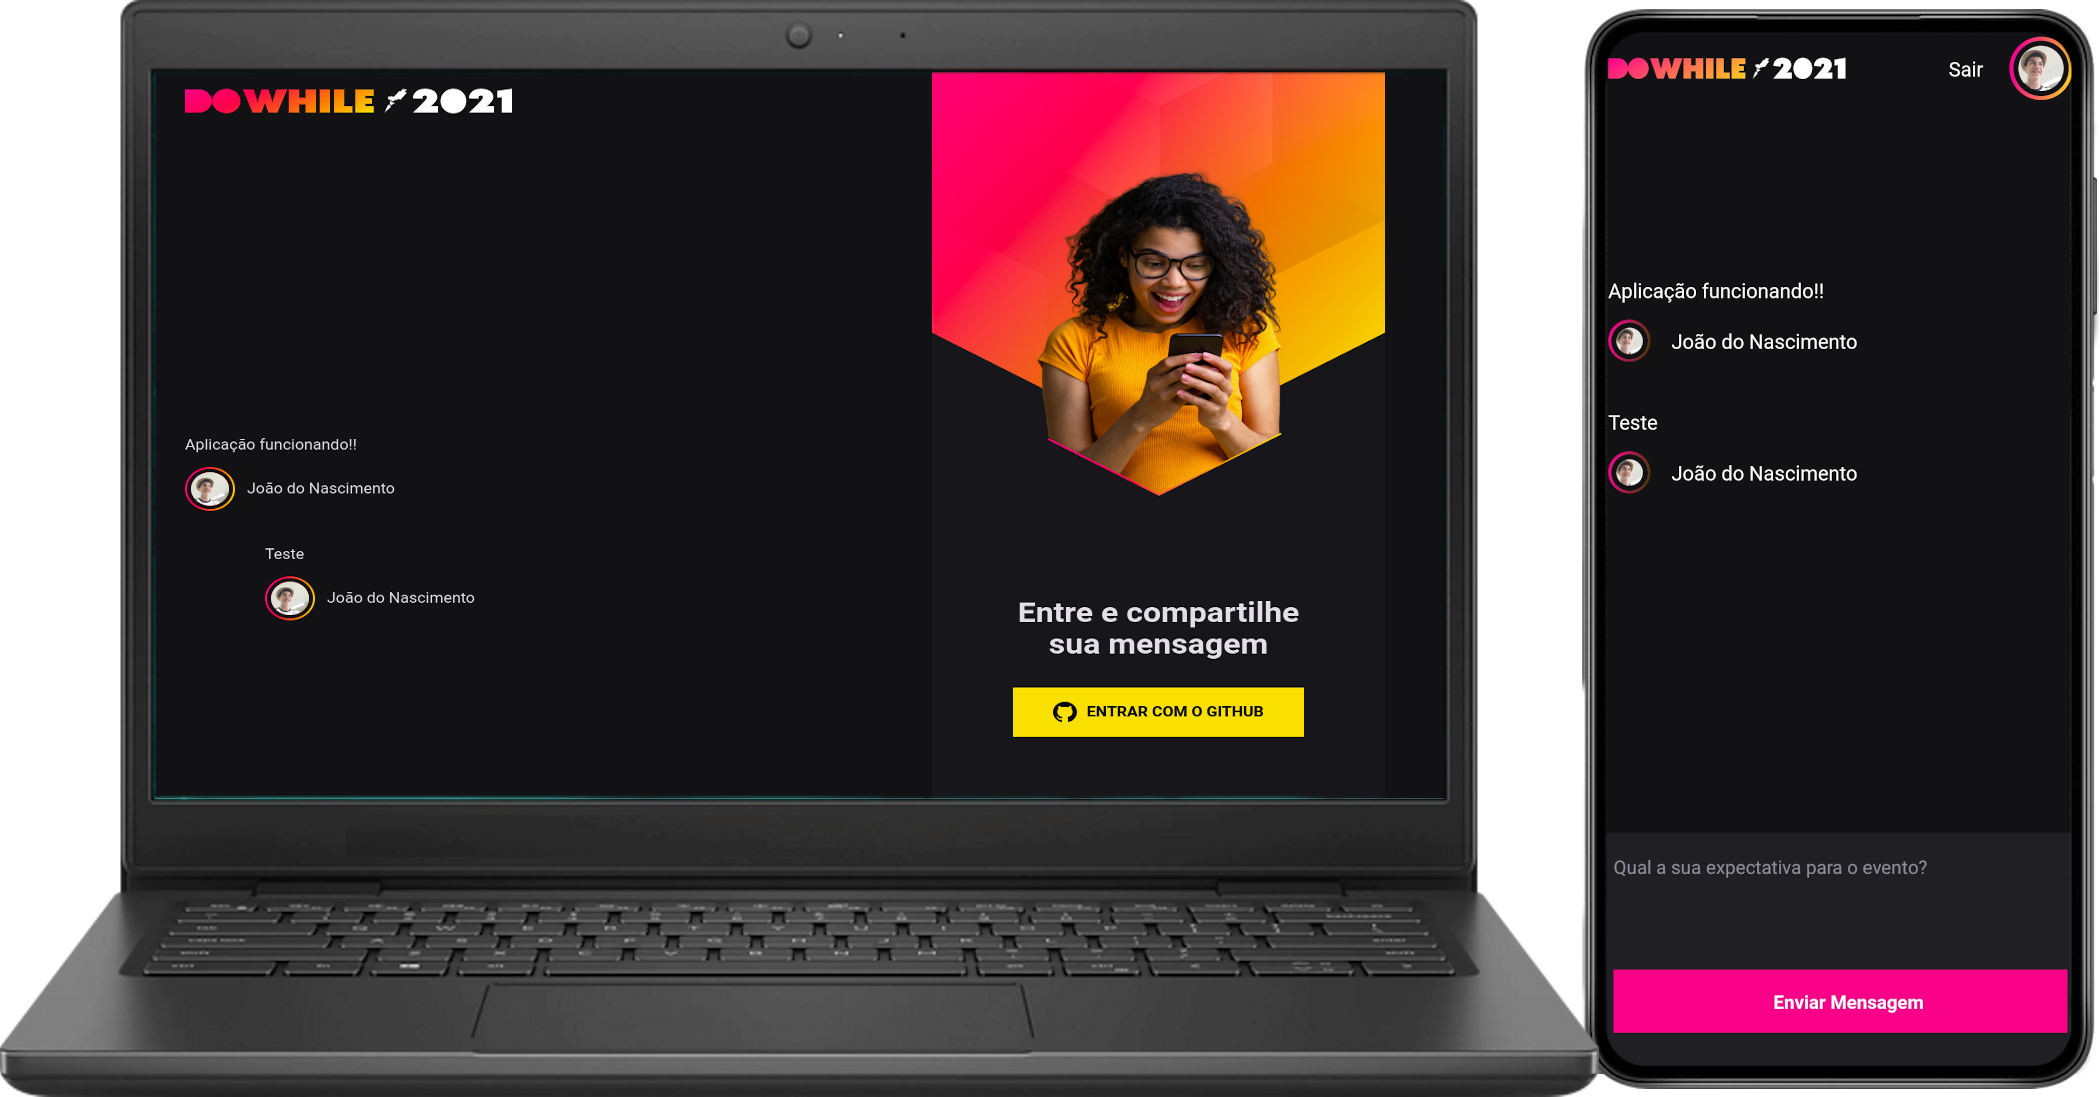 DOWHILE 2021
Aplicação funcionando!!
João do Nascimento
Teste
João do Nascimento
Entre e compartilhe
sua mensagem
ENTRAR COM O GITHUB
DOWHILE 2021
Sair
Aplicação funcionando!!
João do Nascimento
Teste
João do Nascimento
Qual a sua expectativa para o evento?
Enviar Mensagem